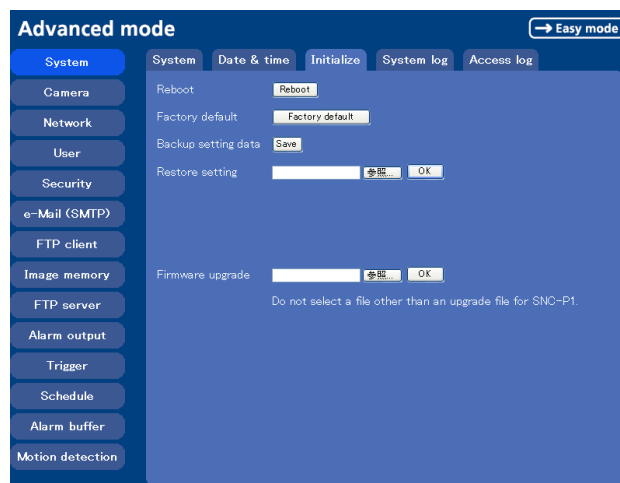 Advanced mode
→ Easy mode
System
Camera
Network
User
Security
e-Mail (SMTP)
FTP client
Image memory
FTP server
Alarm output
Trigger
Schedule
Alarm buffer
Motion detection
System Date & time Initialize System log Access log
Reboot Reboot
Factory default Factory default
Backup setting data Save
Restore setting 参照... OK
Firmware upgrade 参照... OK
Do not select a file other than an upgrade file for SNC-P1.